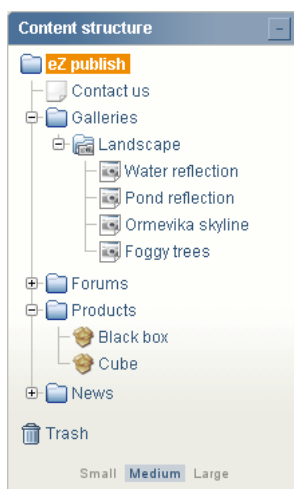 Content structure
eZ publish
Contact us
Galleries
Landscape
Water reflection
Pond reflection
Ormevika skyline
Foggy trees
Forums
Products
Black box
Cube
News
Trash
Small Medium Large